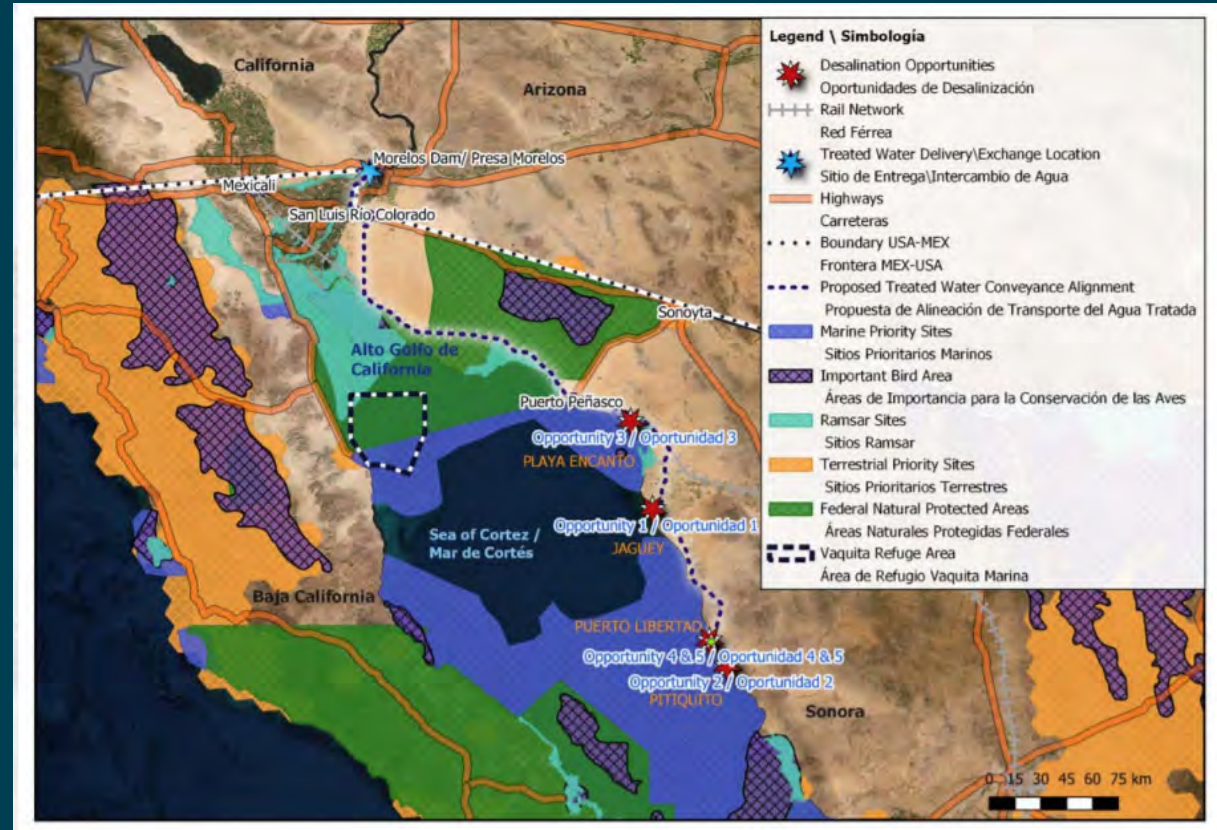 California
Arizona
Morelos Dam/ Presa Morelos
Mexicali
San Luis Río Colorado
Sonoyta
Alto Golfo de
California
Puerto Peñasco
Opportunity 3 / Oportunidad 3
PLAYA ENCANTO
Opportunity 1 / Oportunidad 1
JAGUEY
Sea of Cortez /
Mar de Cortés
Baja California
PUERTO LIBERTAD
Opportunity 4 & 5 / Oportunidad 4 & 5
Opportunity 2 / Oportunidad 2
PITIQUITO
Sonora
0 15 30 45 60 75 km
Legend \ Simbología
Desalination Opportunities
Oportunidades de Desalinización
Rail Network
Red Férrea
Treated Water Delivery\Exchange Location
Sitio de Entrega\Intercambio de Agua
Highways
Carreteras
Boundary USA-MEX
Frontera MEX-USA
Proposed Treated Water Conveyance Alignment
Propuesta de Alineación de Transporte del Agua Tratada
Marine Priority Sites
Sitios Prioritarios Marinos
Important Bird Area
Áreas de Importancia para la Conservación de las Aves
Ramsar Sites
Sitios Ramsar
Terrestrial Priority Sites
Sitios Prioritarios Terrestres
Federal Natural Protected Areas
Áreas Naturales Protegidas Federales
Vaquita Refuge Area
Área de Refugio Vaquita Marina